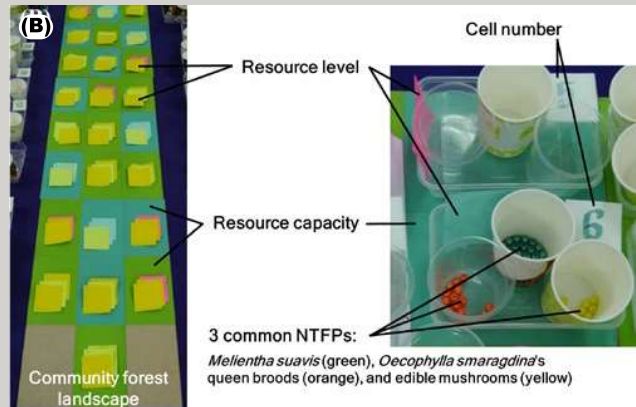 (B)
Cell number
Resource level
Resource capacity
6
3 common NTFPs:
Melientha suavis (green), Oecophylla smaragdina's
queen broods (orange), and edible mushrooms (yellow)
Community forest
landscape